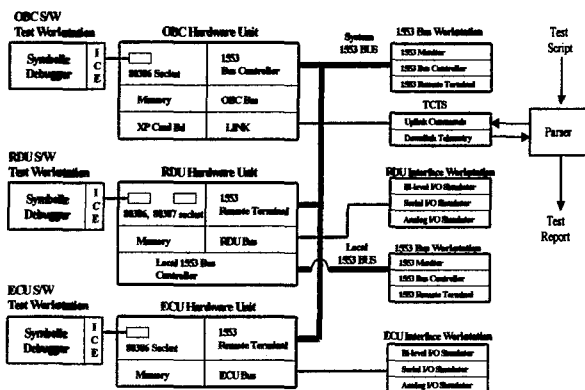 OBC S/W
Test Workstation
Symbolic
Debugger
I
C
E
OBC Hardware Unit
80386 Socket
1553
Bus Controller
Memory
OBC Bus
XP Cmd Bd
LINK
System
1553 BUS
1553 Bus Workstation
1553 Monitor
1553 Bus Controller
1553 Remote Terminal
TCTS
Uplink Commands
Downlink Telemetry
Test
Script
Parser
Test
Report
RDU S/W
Test Workstation
Symbolic
Debugger
I
C
E
RDU Hardware Unit
80386, 80387 socket
1553
Remote Terminal
Memory
RDU Bus
Local 1553 Bus
Controller
RDU Interface Workstation
Bi-level I/O Simulator
Serial I/O Simulator
Analog I/O Simulator
Local
1553 BUS
1553 Bus Workstation
1553 Monitor
1553 Bus Controller
1553 Remote Terminal
ECU S/W
Test Workstation
Symbolic
Debugger
I
C
E
ECU Hardware Unit
80386 Socket
1553
Remote Terminal
Memory
ECU Bus
ECU Interface Workstation
Bi-level I/O Simulator
Serial I/O Simulator
Analog I/O Simulator